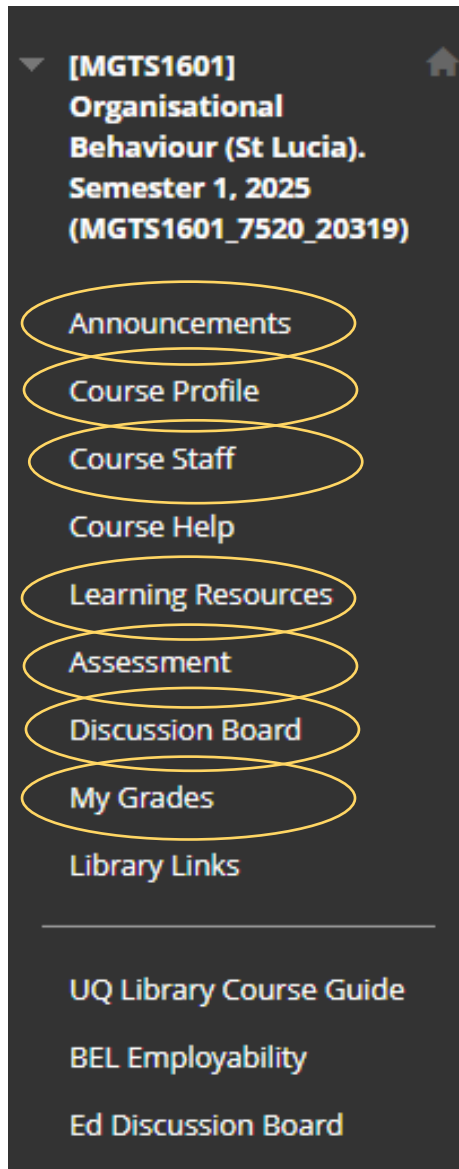 [MGTS1601]
Organisational
Behaviour (St Lucia).
Semester 1, 2025
(MGTS1601_7520_20319)
Announcements
Course Profile
Course Staff
Course Help
Learning Resources
Assessment
Discussion Board
My Grades
Library Links
UQ Library Course Guide
BEL Employability
Ed Discussion Board